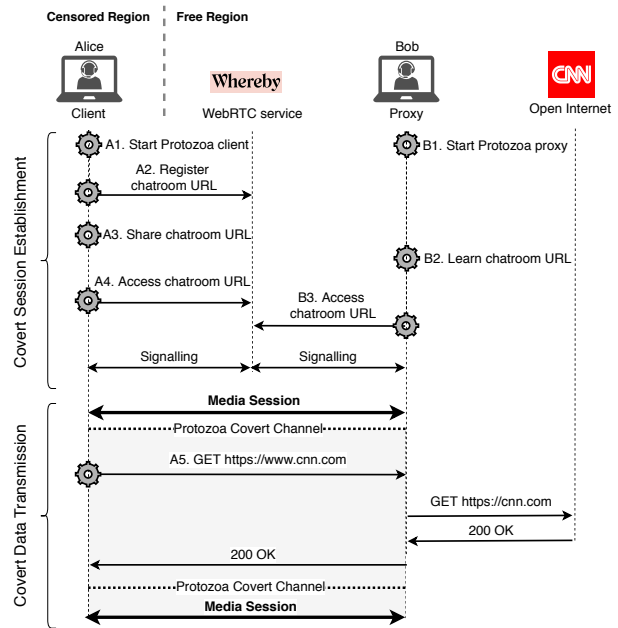 Censored Region
Free Region
Alice
Bob
Whereby
CNN
Client
WebRTC service
Proxy
Open Internet
Covert Session Establishment
A1. Start Protozoa client
B1. Start Protozoa proxy
A2. Register
chatroom URL
A3. Share chatroom URL
B2. Learn chatroom URL
A4. Access chatroom URL
B3. Access
chatroom URL
Signalling
Signalling
Covert Data Transmission
Media Session
Protozoa Covert Channel
A5. GET https://www.cnn.com
GET https://cnn.com
200 OK
200 OK
Protozoa Covert Channel
Media Session